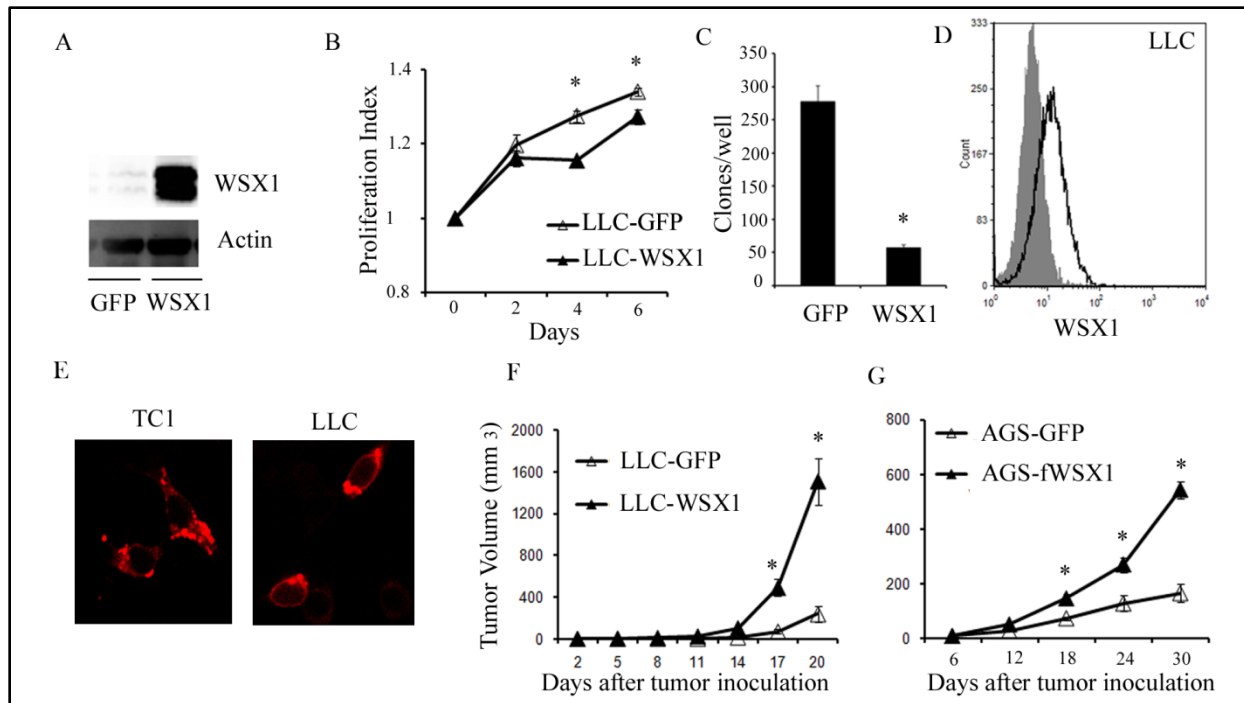 A
WSX1
Actin
GFP WSX1
B
Proliferation Index
1.4
1.2
1
0.8
* *
LLC-GFP
LLC-WSX1
0 2 4 6
Days
C
Clones/well
350
300
250
200
150
100
50
0
*
GFP WSX1
D
LLC
Count
333
250
167
83
0
10⁰ 10¹ 10² 10³ 10⁴
WSX1
E
TC1 LLC
F
Tumor Volume (mm 3)
2000
1600
1200
800
400
0
LLC-GFP
LLC-WSX1
* *
2 5 8 11 14 17 20
Days after tumor inoculation
G
800
600
400
200
0
AGS-GFP
AGS-fWSX1
* * *
6 12 18 24 30
Days after tumor inoculation